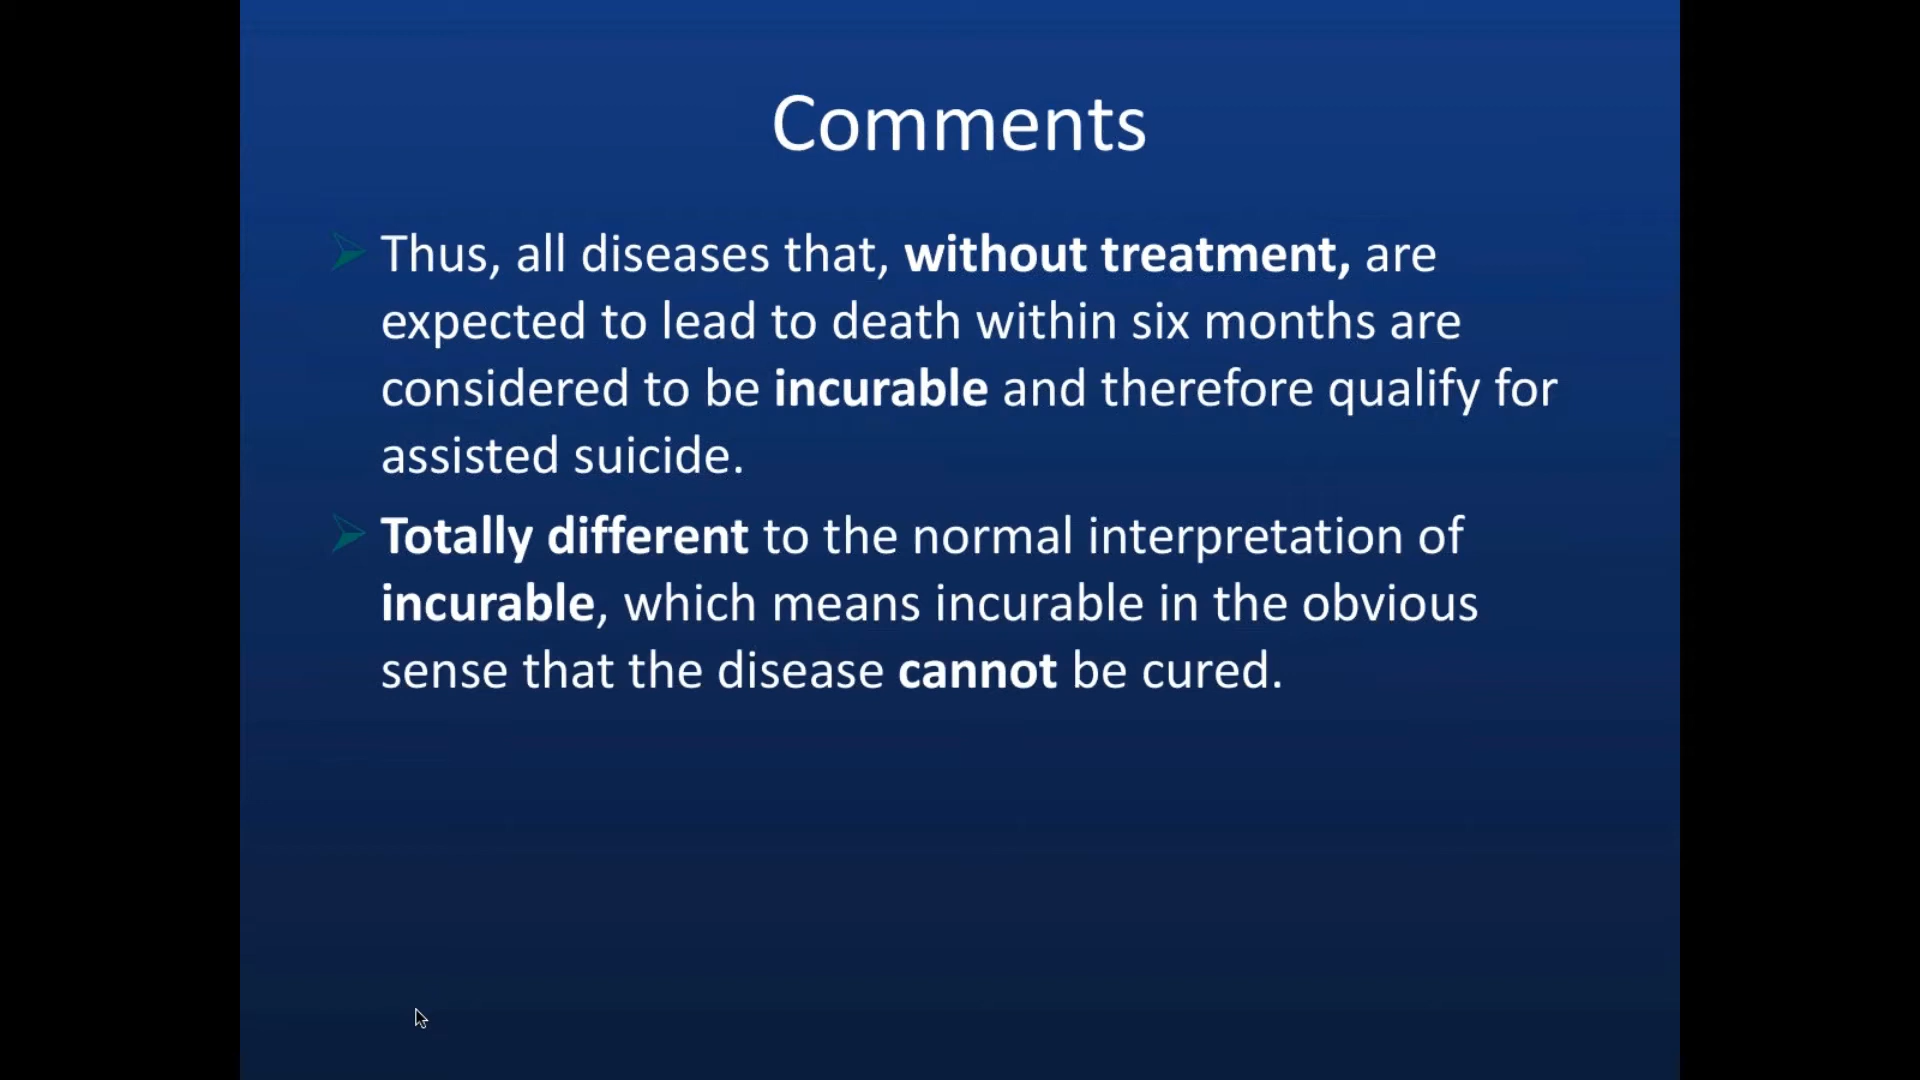 Comments
Thus, all diseases that, without treatment, are
expected to lead to death within six months are
considered to be incurable and therefore qualify for
assisted suicide.
Totally different to the normal interpretation of
incurable, which means incurable in the obvious
sense that the disease cannot be cured.